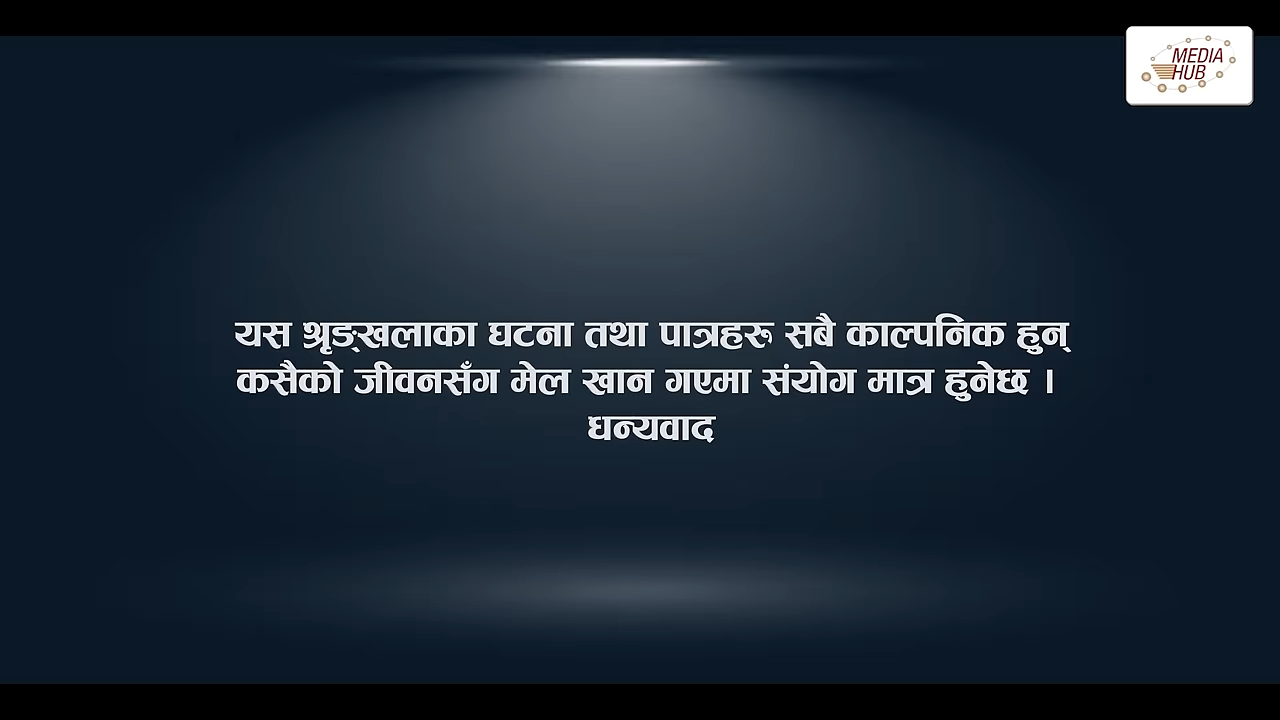 MEDIA
HUB
यस श्रृङ्खलाका घटना तथा पात्रहरू सबै काल्पनिक हुन्
कसैको जीवनसँग मेल खान गएमा संयोग मात्र हुनेछ ।
धन्यवाद